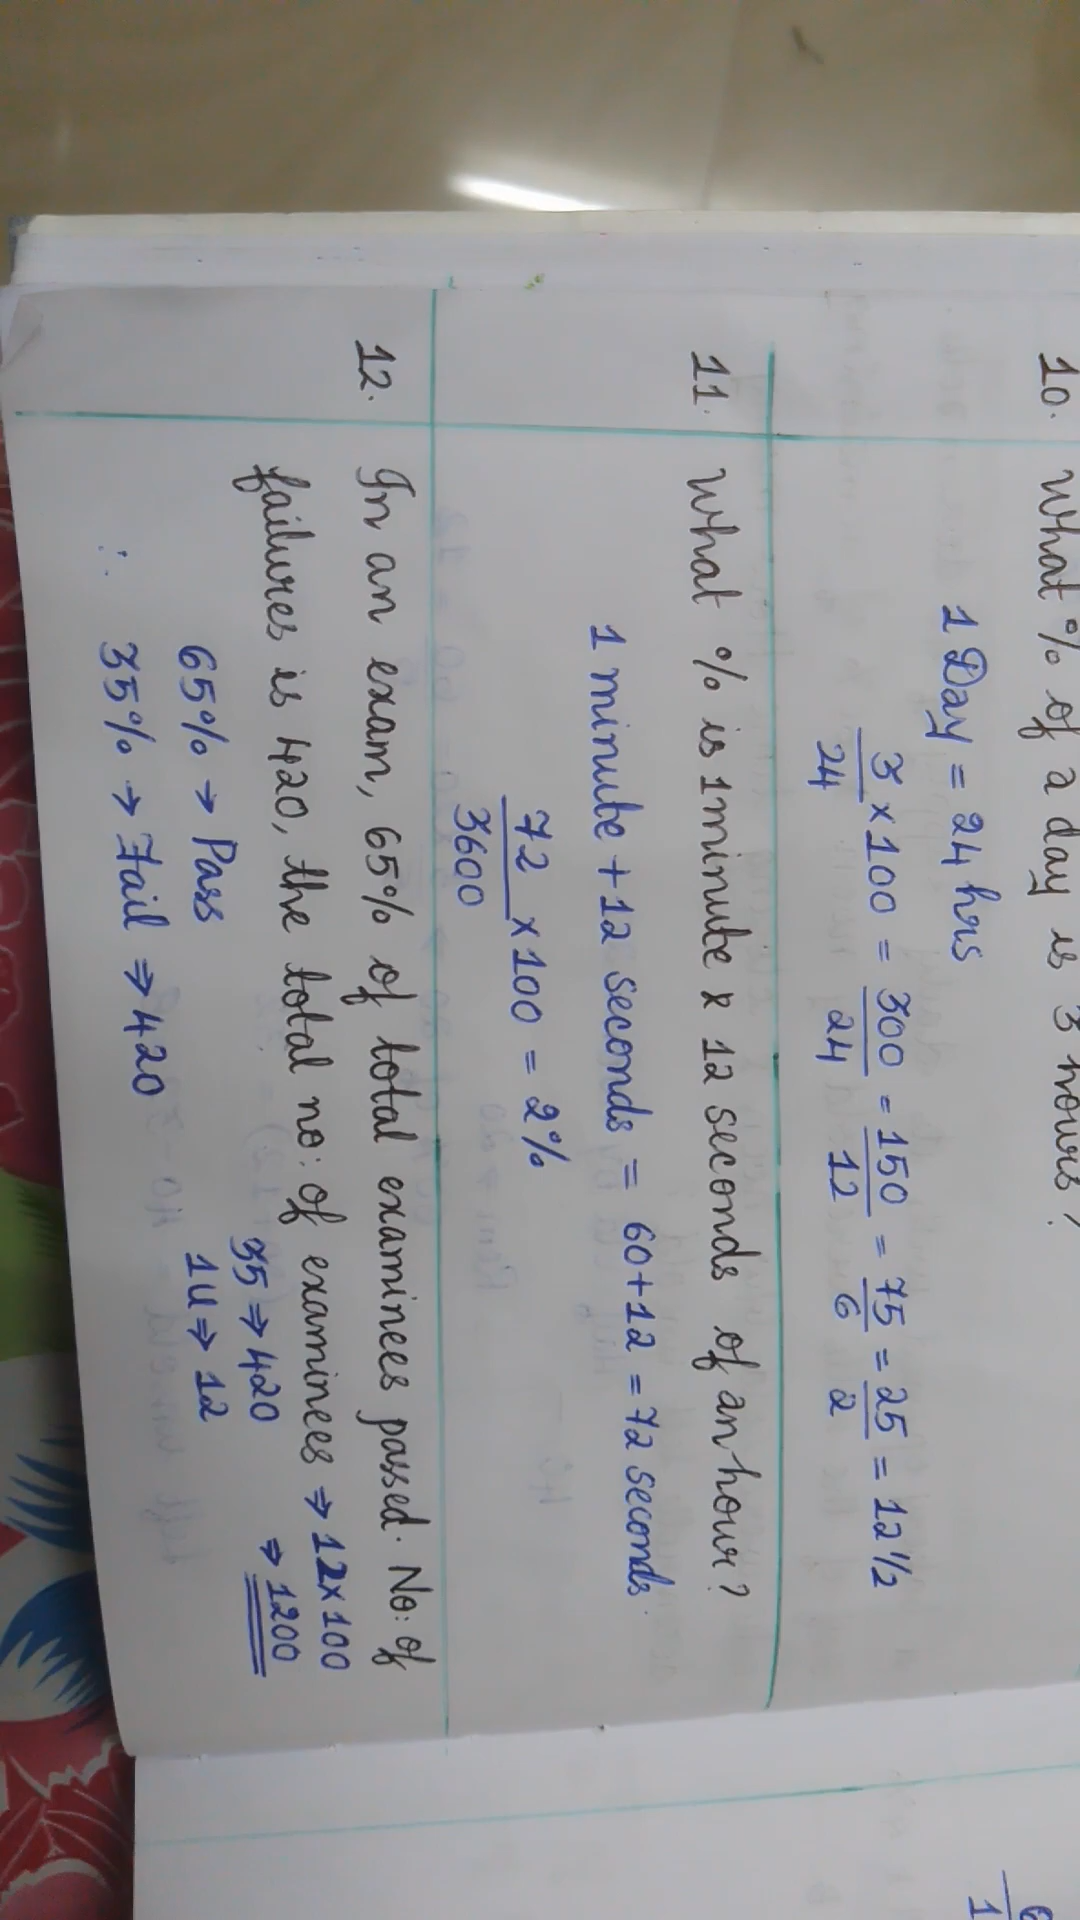 10. What % of a day is 3 hours?
1 Day = 24 hrs
3/24 x 100 = 300/24 = 150/12 = 75/6 = 25/2 = 12 1/2
11. What % is 1 minute x 12 seconds of an hour?
1 minute + 12 seconds = 60 + 12 = 72 seconds.
72/3600 x 100 = 2%
12. In an exam, 65% of total examinees passed. No: of
failures is 420, the total no: of examinees ⇒ 12x100
⇒ 1200
65% → Pass
35 ⇒ 420
1u ⇒ 12
∴ 35% → Fail ⇒ 420